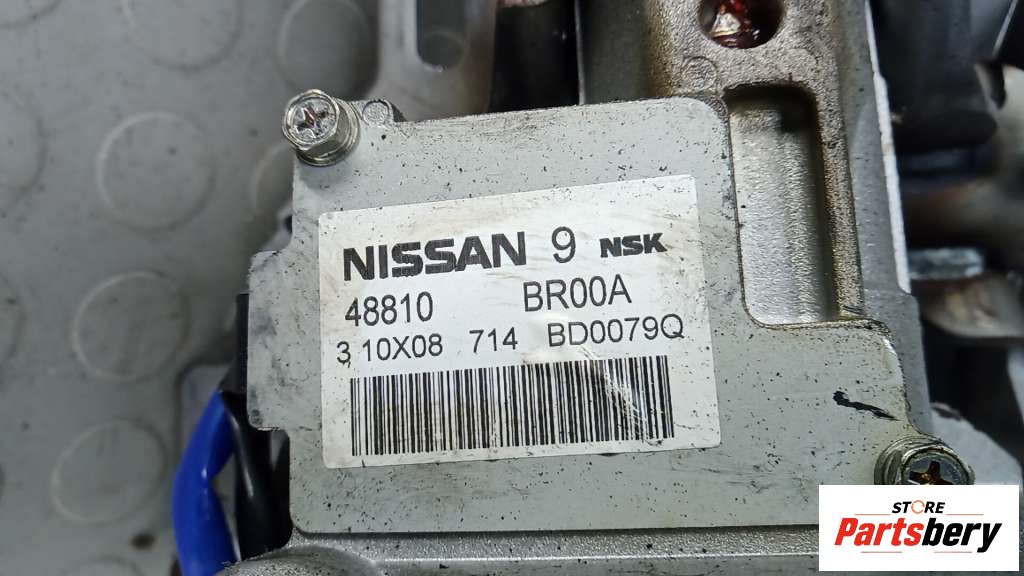 NISSAN 9 NSK
48810 BR00A
3 10X08 714 BD0079Q
STORE
Partsbery